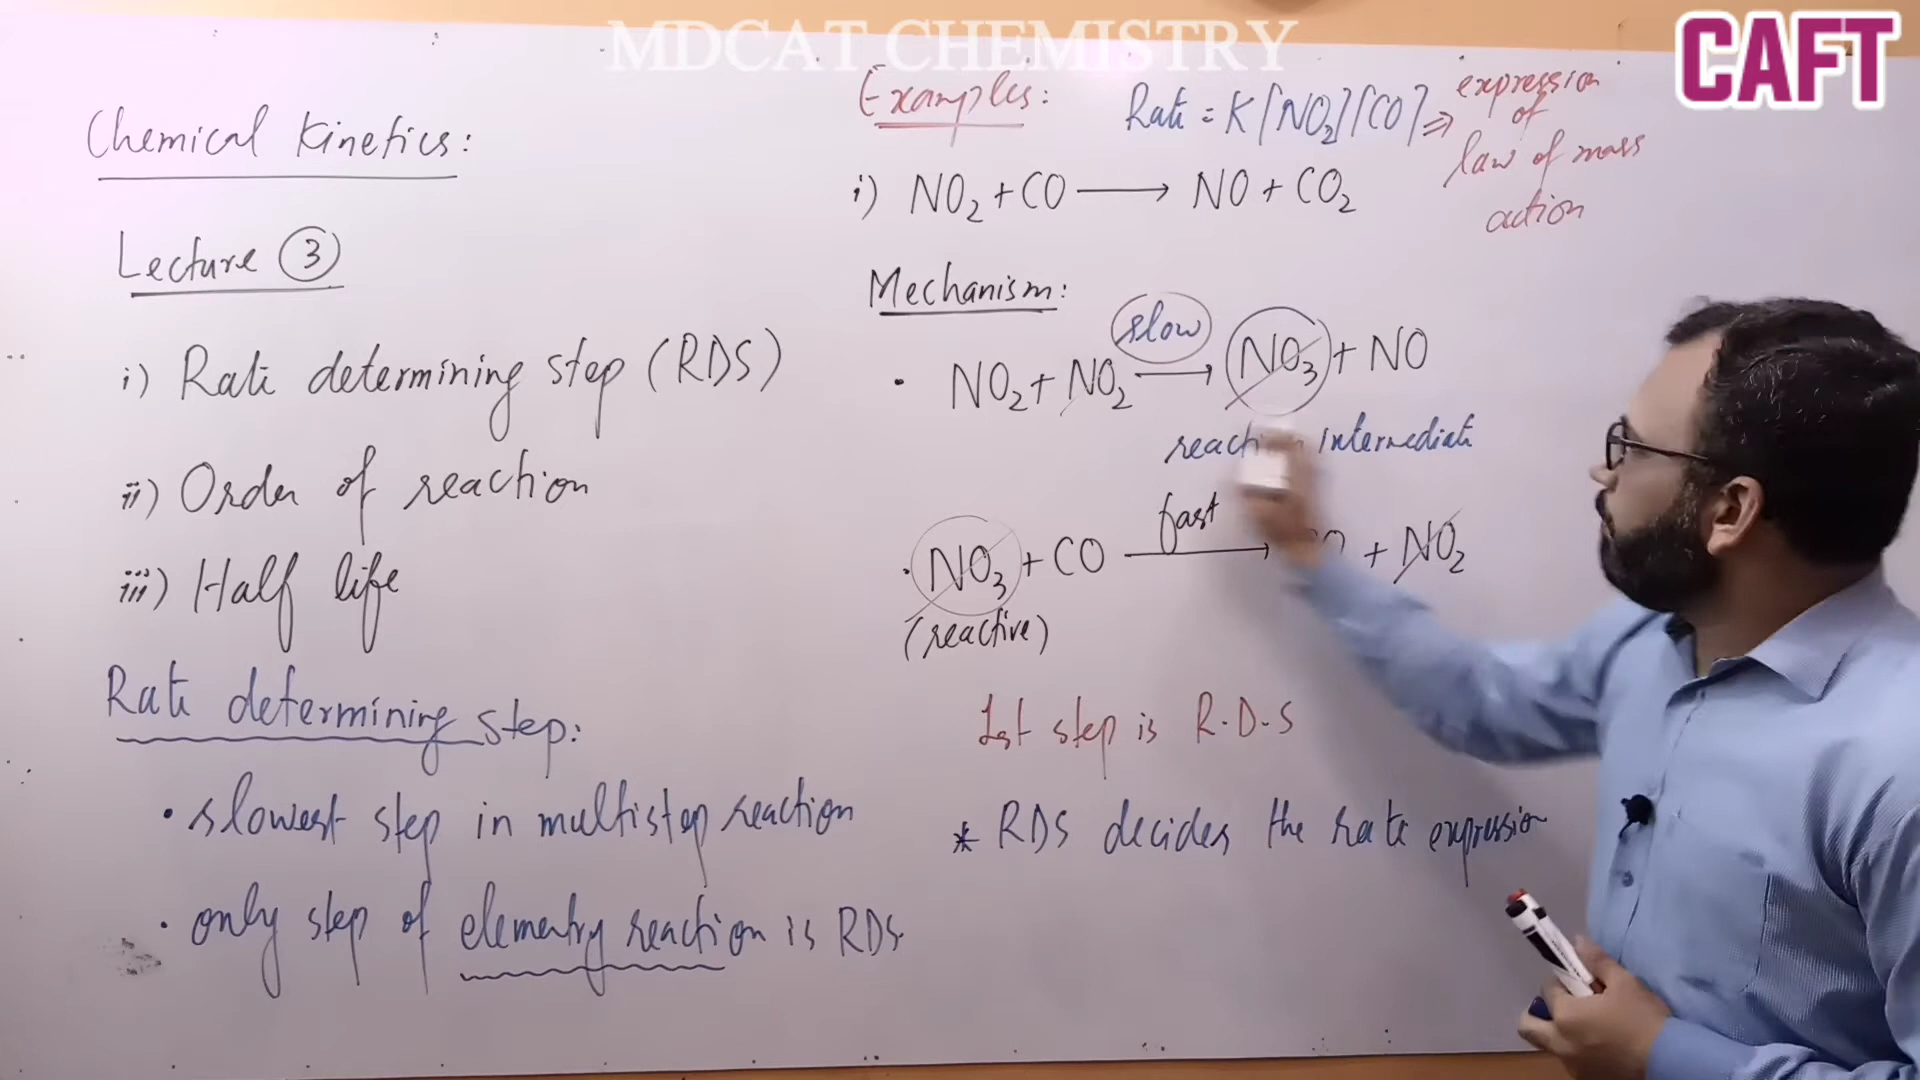 MDCAT CHEMISTRY
CAFT
Chemical Kinetics:
Lecture ③
i) Rate determining step (RDS)
ii) Order of reaction
iii) Half life
Rate determining step:
• slowest step in multistep reaction
• only step of elementry reaction is RDS
Examples:
Rate = K[NO2][CO] ⇒ expression
of
law of mass
action
i) NO2 + CO ⟶ NO + CO2
Mechanism:
slow
• NO2 + NO2 ⟶ NO3 + NO
intermediate
fast
• NO3 + CO ⟶ + NO2
(reactive)
1st step is R.D.S
* RDS decides the rate expression